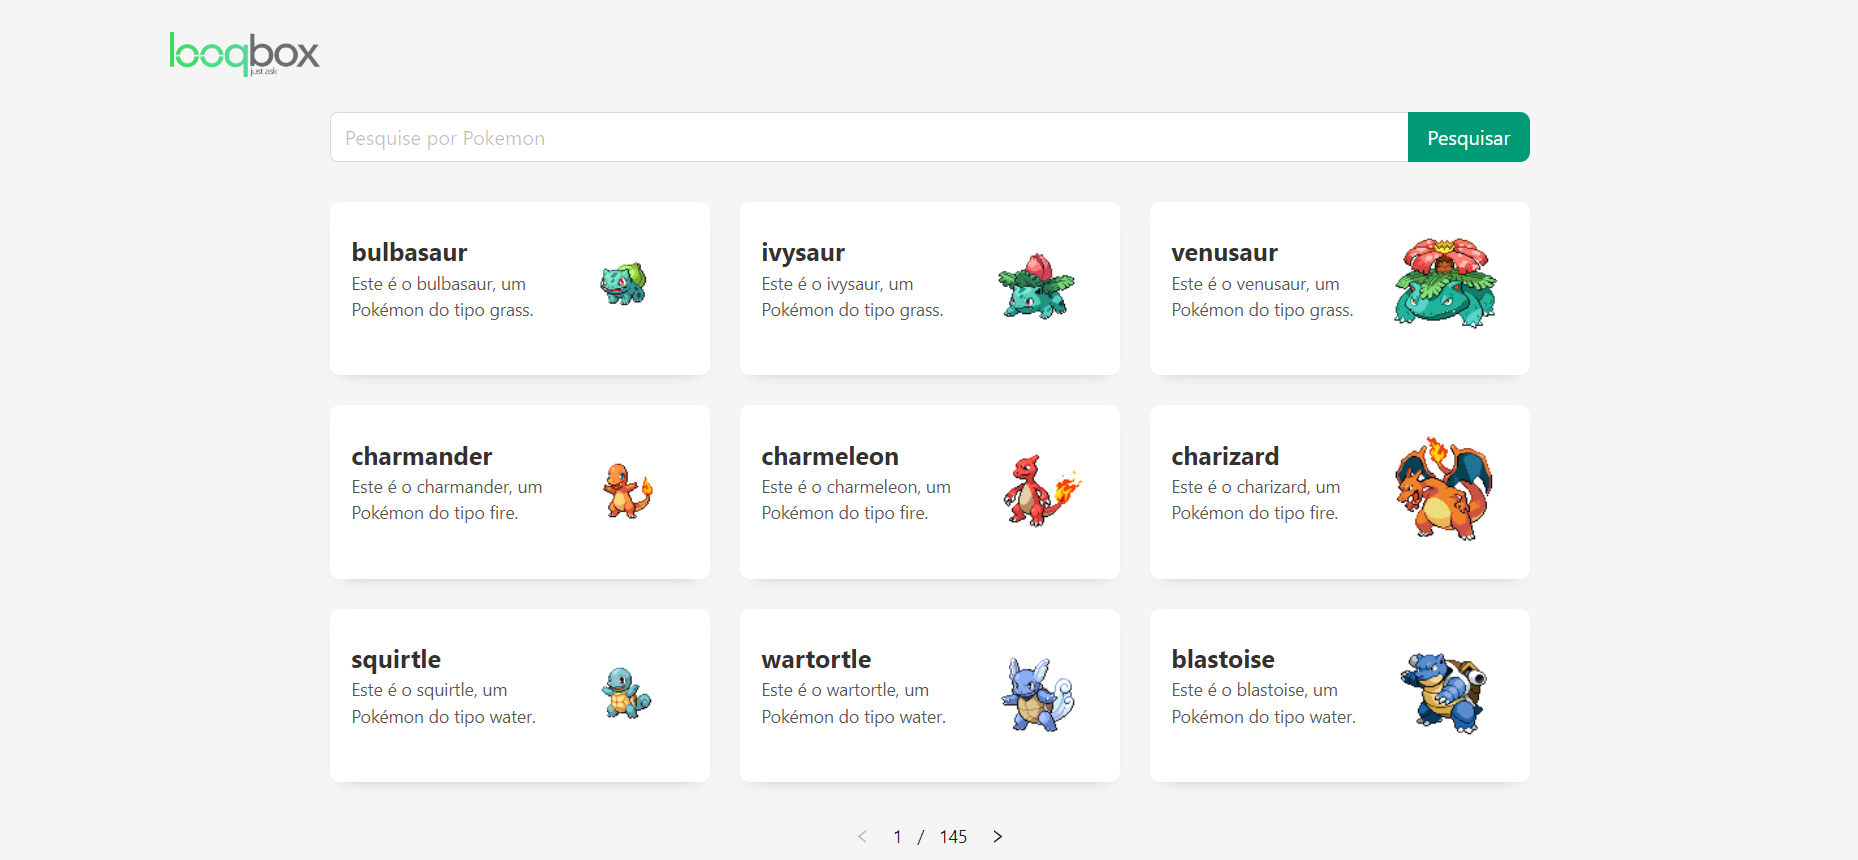 looqbox
just ask
Pesquise por Pokemon
Pesquisar
bulbasaur
Este é o bulbasaur, um
Pokémon do tipo grass.
ivysaur
Este é o ivysaur, um
Pokémon do tipo grass.
venusaur
Este é o venusaur, um
Pokémon do tipo grass.
charmander
Este é o charmander, um
Pokémon do tipo fire.
charmeleon
Este é o charmeleon, um
Pokémon do tipo fire.
charizard
Este é o charizard, um
Pokémon do tipo fire.
squirtle
Este é o squirtle, um
Pokémon do tipo water.
wartortle
Este é o wartortle, um
Pokémon do tipo water.
blastoise
Este é o blastoise, um
Pokémon do tipo water.
< 1 / 145 >